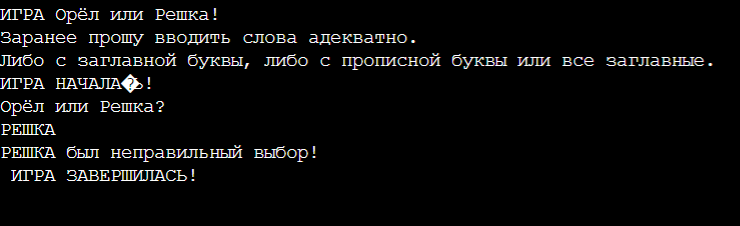 ИГРА Орёл или Решка!
Заранее прошу вводить слова адекватно.
Либо с заглавной буквы, либо с прописной буквы или все заглавные.
ИГРА НАЧАЛА�Ь!
Орёл или Решка?
РЕШКА
РЕШКА был неправильный выбор!
ИГРА ЗАВЕРШИЛАСЬ!